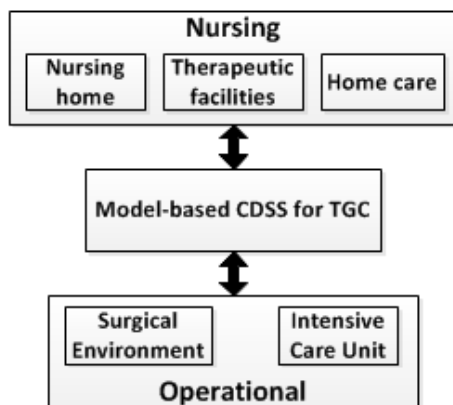 Nursing
Nursing
home
Therapeutic
facilities
Home care
Model-based CDSS for TGC
Surgical
Environment
Intensive
Care Unit
Operational